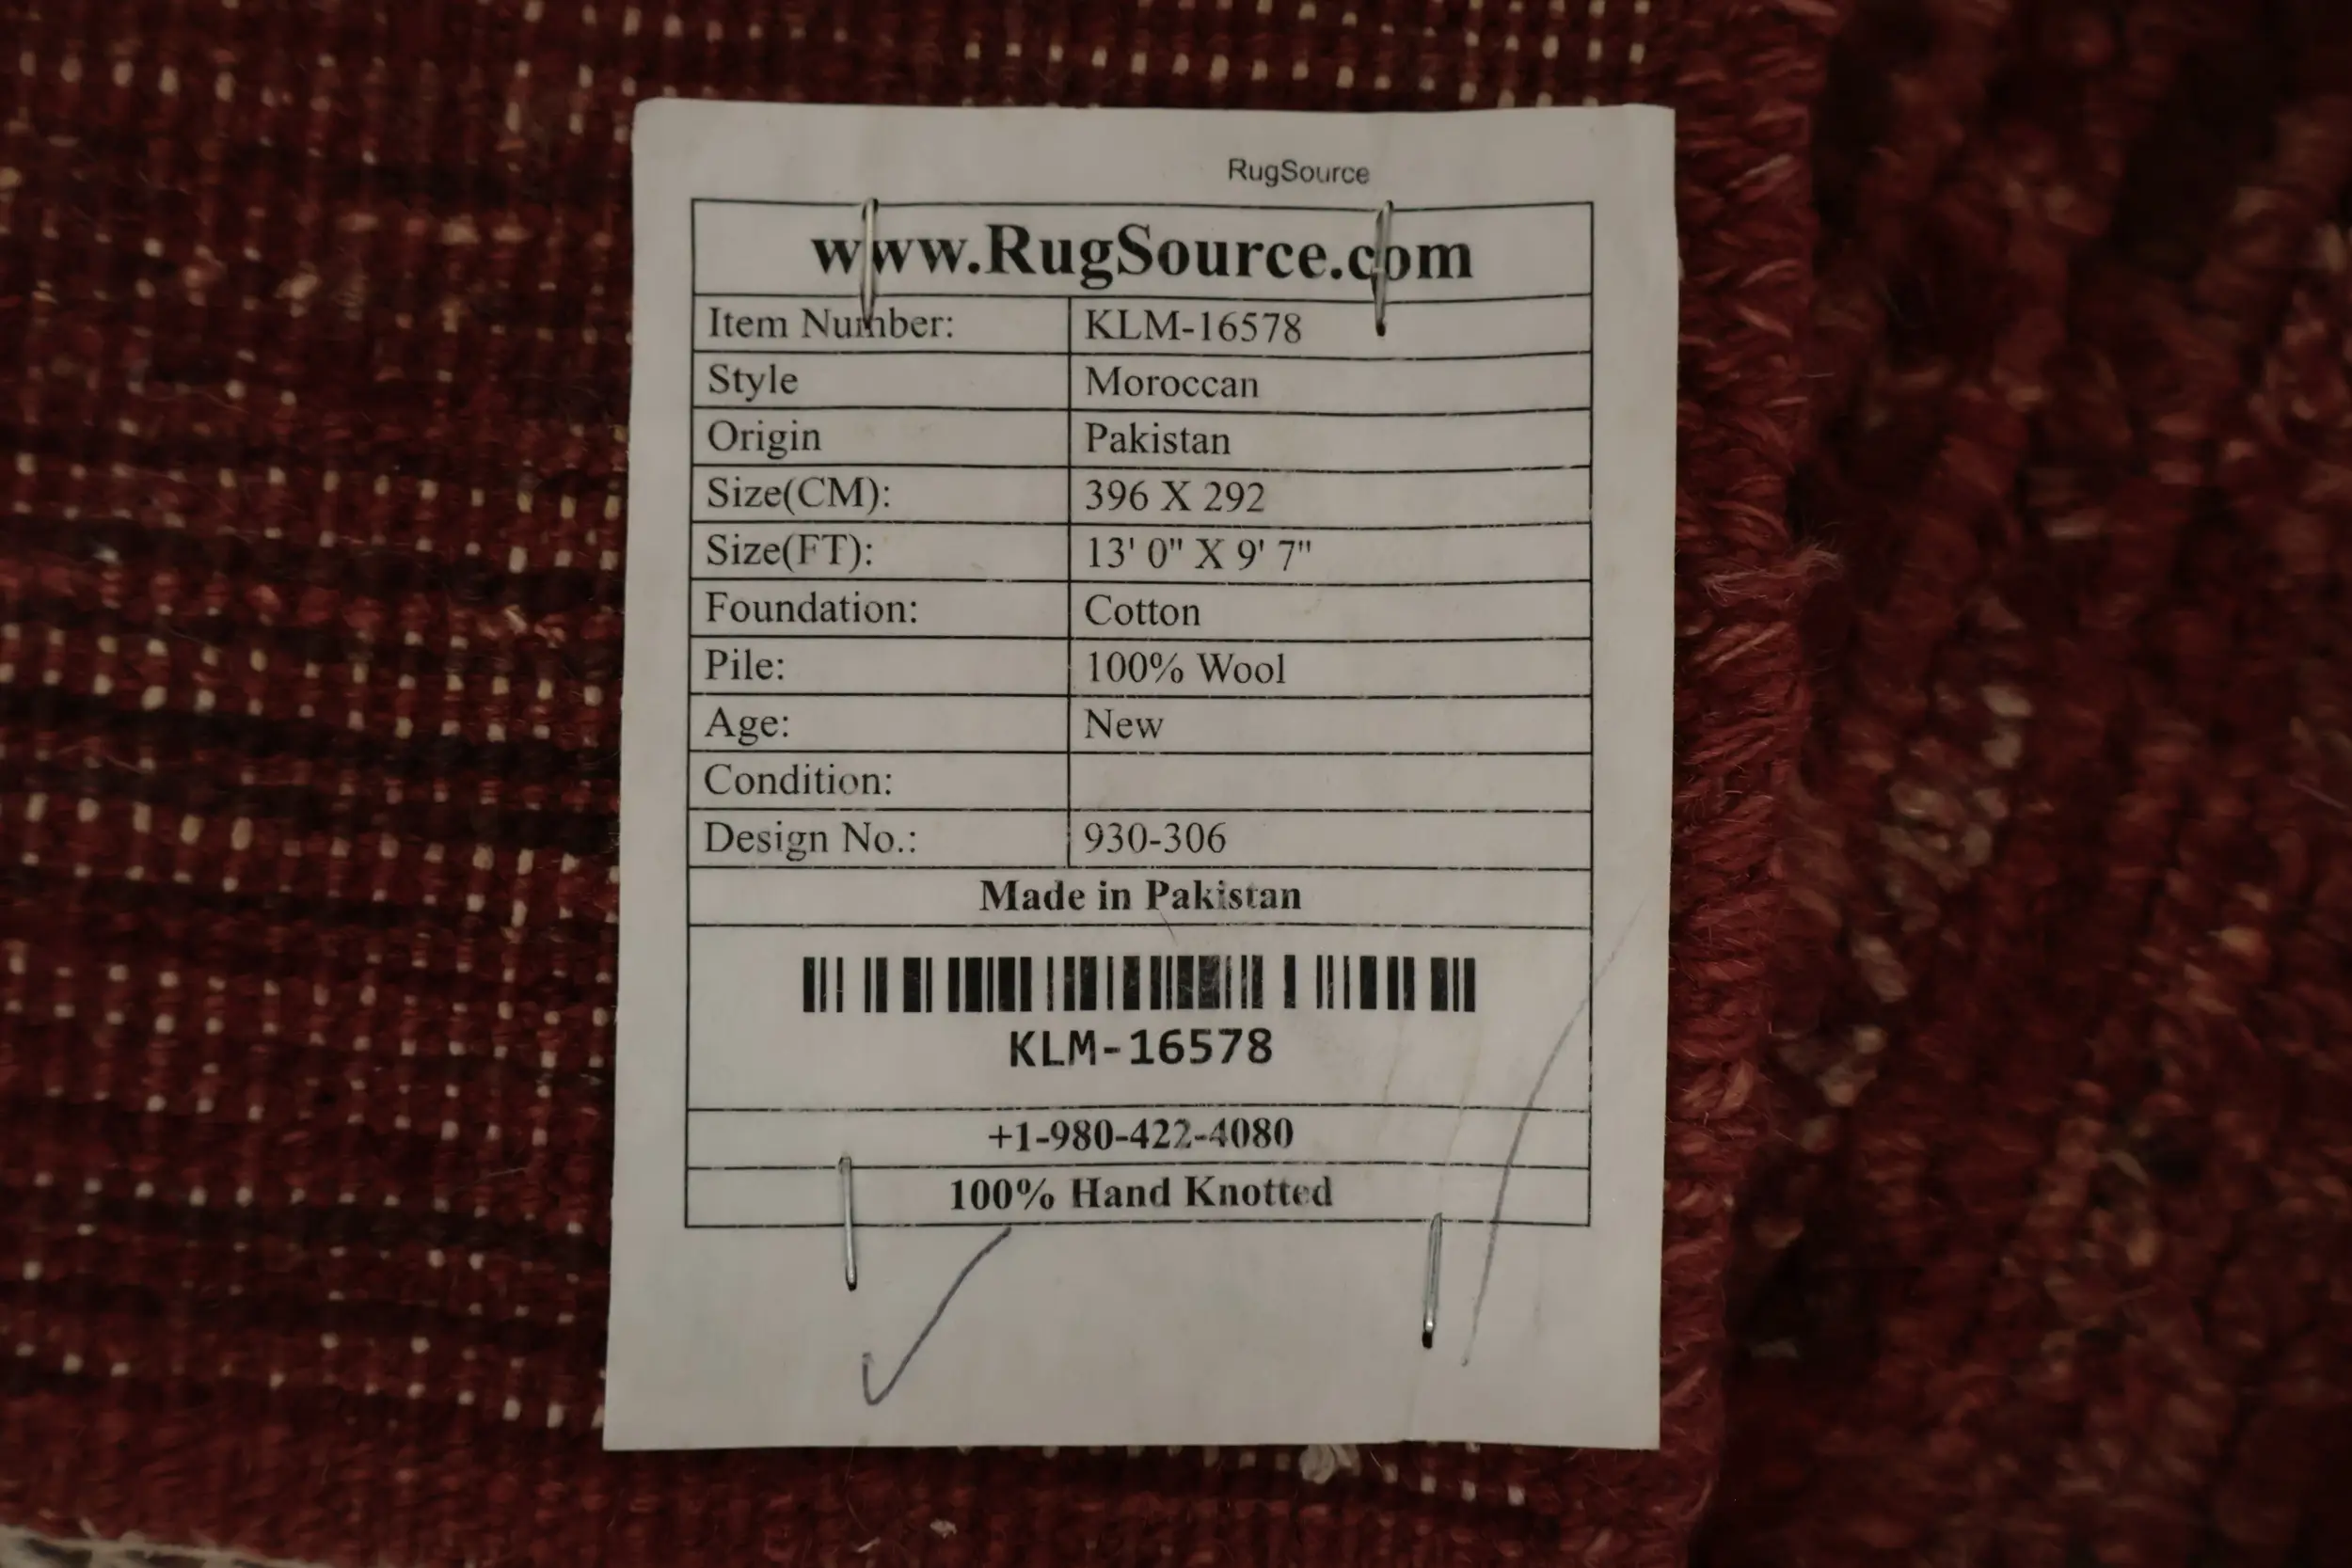 RugSource
www.RugSource.com
Item Number: KLM-16578
Style Moroccan
Origin Pakistan
Size(CM): 396 X 292
Size(FT): 13' 0" X 9' 7"
Foundation: Cotton
Pile: 100% Wool
Age: New
Condition:
Design No.: 930-306
Made in Pakistan
KLM-16578
+1-980-422-4080
100% Hand Knotted